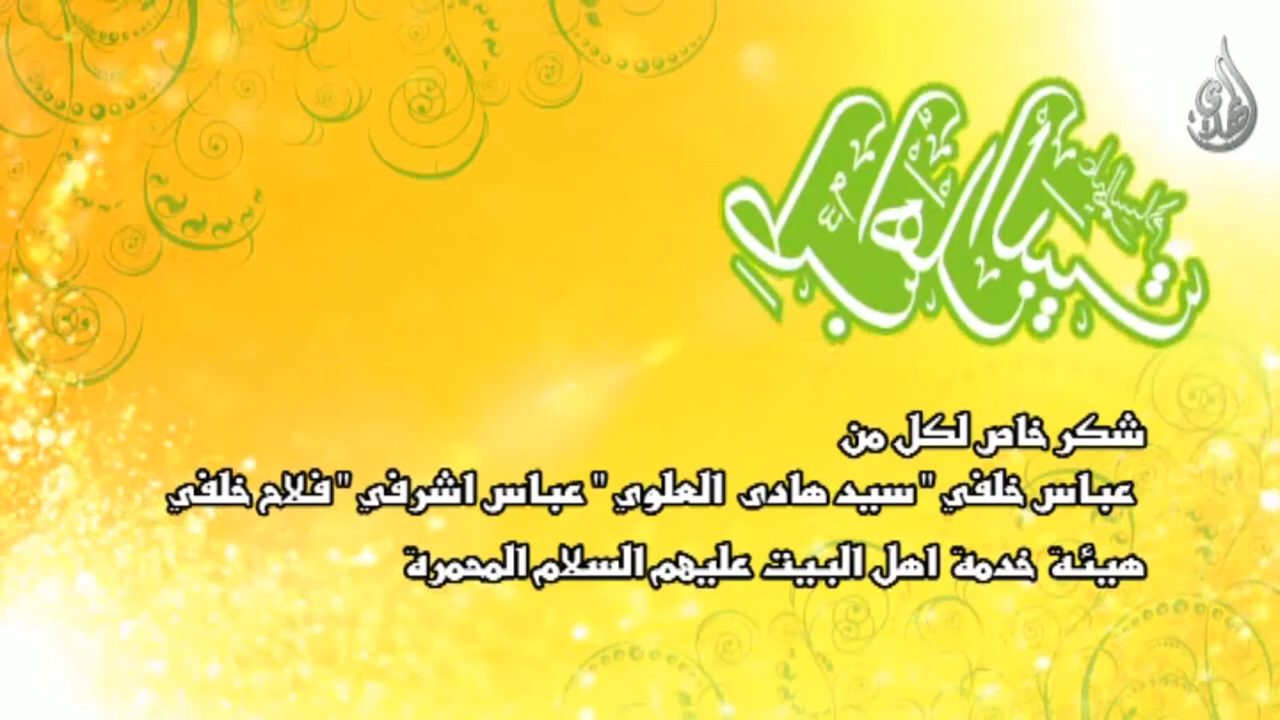 الهادي
شكر خاص لكل من
عباس خلفي " سيد هادى العلوي " عباس اشرفي " فلاح خلفي
هيئة خدمة اهل البيت عليهم السلام المحمرة